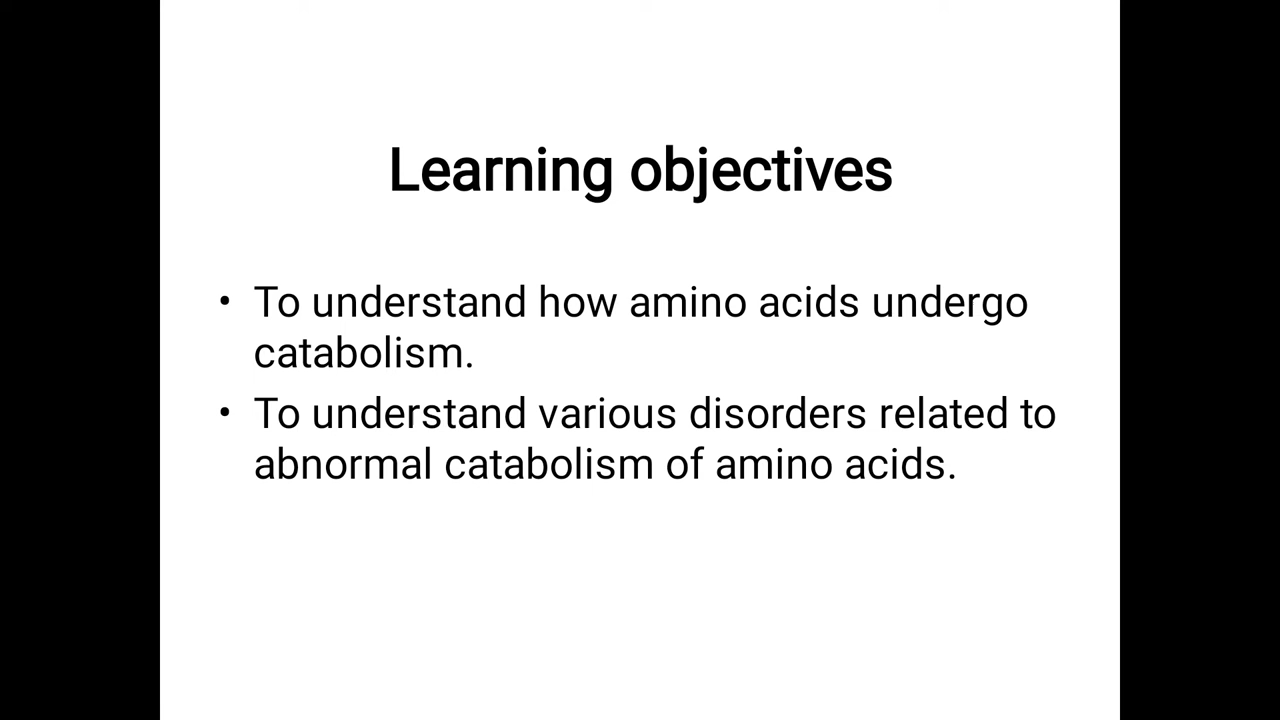 Learning objectives
• To understand how amino acids undergo
catabolism.
• To understand various disorders related to
abnormal catabolism of amino acids.